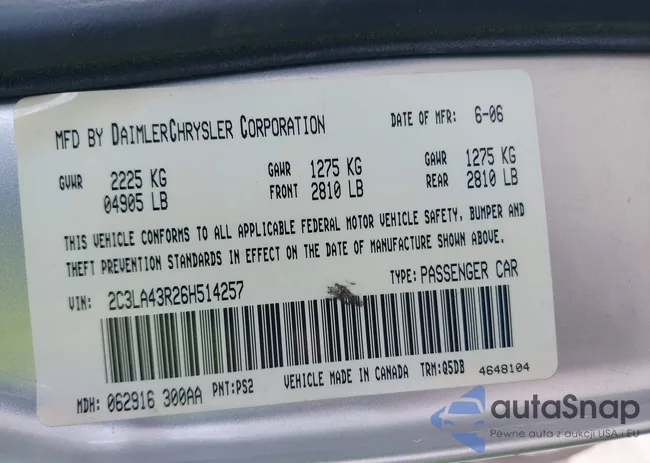 MFD BY DAIMLERCHRYSLER CORPORATION DATE OF MFR: 6-06
GVWR 2225 KG GAWR 1275 KG GAWR 1275 KG
04905 LB FRONT 2810 LB REAR 2810 LB
THIS VEHICLE CONFORMS TO ALL APPLICABLE FEDERAL MOTOR VEHICLE SAFETY, BUMPER AND
THEFT PREVENTION STANDARDS IN EFFECT ON THE DATE OF MANUFACTURE SHOWN ABOVE.
VIN: 2C3LA43R26H514257 TYPE: PASSENGER CAR
MDH: 062916 300AA PNT: PS2 VEHICLE MADE IN CANADA TRM: Q5DB 4648104
autaSnap
Pewne auta z aukcji USA i EU